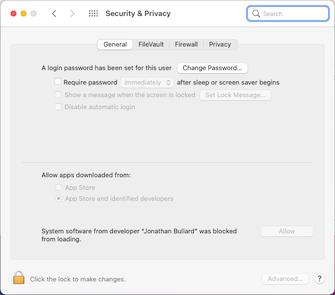 Security & Privacy
Search
General FileVault Firewall Privacy
A login password has been set for this user Change Password...
Require password immediately after sleep or screen saver begins
Show a message when the screen is locked Set Lock Message...
Disable automatic login
Allow apps downloaded from:
App Store
App Store and identified developers
System software from developer “Jonathan Bullard” was blocked Allow
from loading.
Click the lock to make changes. Advanced... ?